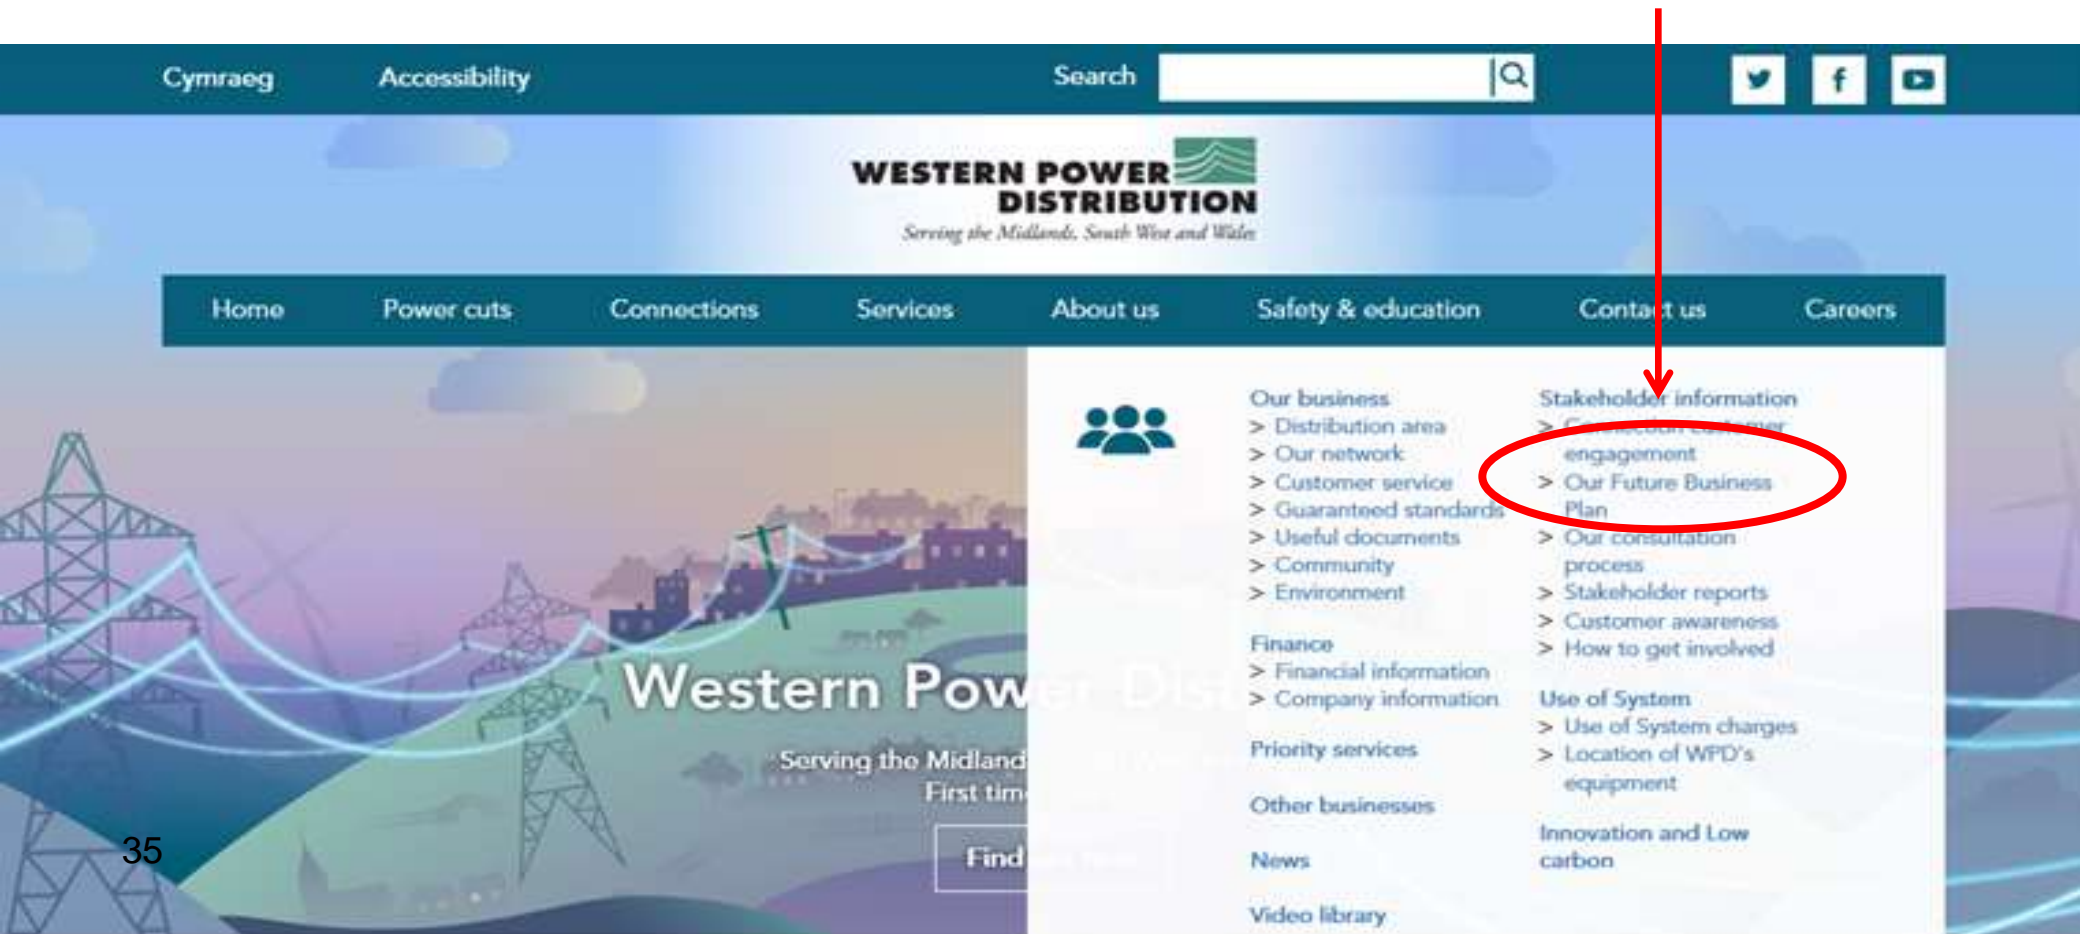 Cymraeg
Accessibility
Search
WESTERN POWER
DISTRIBUTION
Serving the Midlands, South West and Wales
Home
Power cuts
Connections
Services
About us
Safety & education
Contact us
Careers
Our business
> Distribution area
> Our network
> Customer service
> Guaranteed standards
> Useful documents
> Community
> Environment
Finance
> Financial information
> Company information
Priority services
Other businesses
News
Video library
Stakeholder information
> Connection customer
engagement
> Our Future Business
Plan
> Our consultation
process
> Stakeholder reports
> Customer awareness
> How to get involved
Use of System
> Use of System charges
> Location of WPD's
equipment
Innovation and Low
carbon
Western Power Dis
Serving the Midland
First tim
Find
35